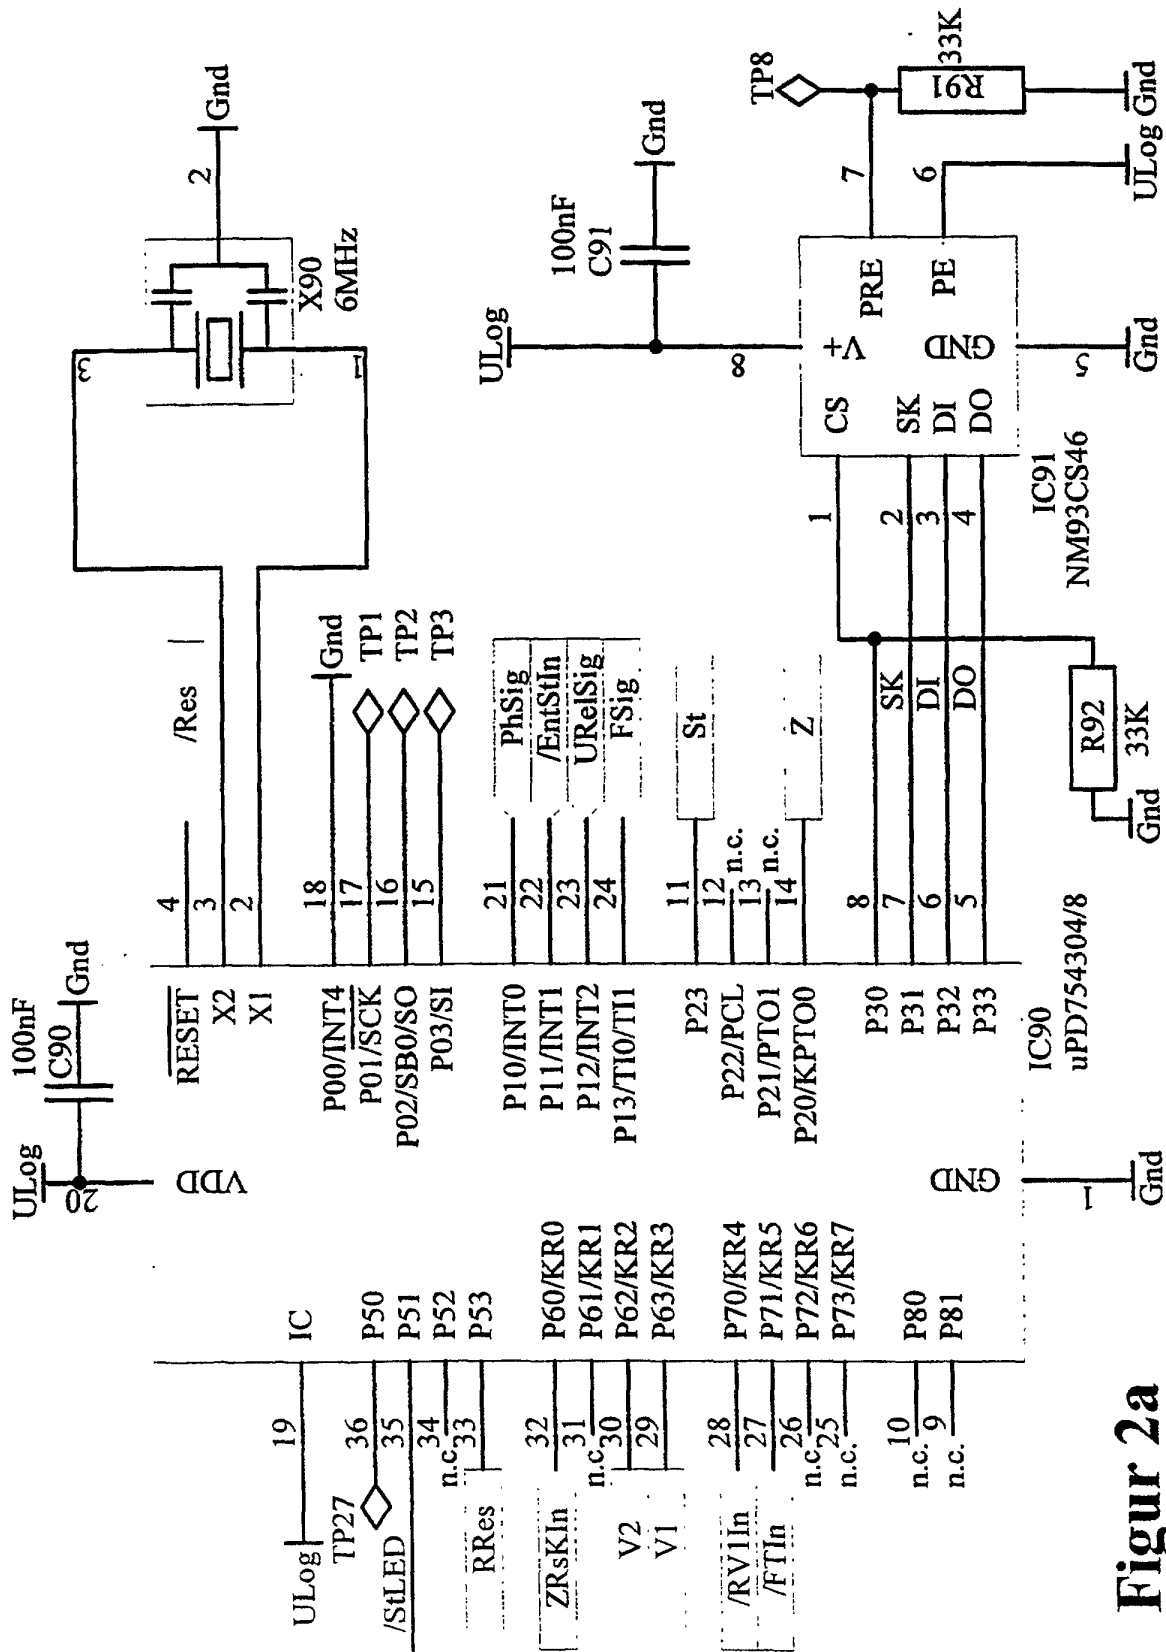 ULog
20
100nF
C90
Gnd
VDD
IC
19
ULog
P50
36
TP27
P51
35
/StLED
P52
34
n.c.
P53
33
RRes
P60/KR0
32
ZRsKIn
P61/KR1
31
n.c.
P62/KR2
30
V2
P63/KR3
29
V1
P70/KR4
28
/RV1In
P71/KR5
27
/FTIn
P72/KR6
26
n.c.
P73/KR7
25
n.c.
P80
10
n.c.
P81
9
n.c.
RESET
4
/Res
X2
3
X1
2
3
1
X90
6MHz
2
Gnd
P00/INT4
18
Gnd
P01/SCK
17
TP1
P02/SB0/SO
16
TP2
P03/SI
15
TP3
P10/INT0
21
PhSig
P11/INT1
22
/EntStIn
P12/INT2
23
URelSig
P13/TI0/TI1
24
FSig
P23
11
St
P22/PCL
12
n.c.
P21/PTO1
13
n.c.
P20/KPTO0
14
Z
P30
8
P31
7
SK
P32
6
DI
P33
5
DO
GND
1
Gnd
IC90
uPD754304/8
R92
33K
Gnd
ULog
100nF
C91
Gnd
8
1
CS
2
SK
3
DI
4
DO
V+
GND
PRE
PE
5
Gnd
7
TP8
R91
33K
Gnd
6
ULog
IC91
NM93CS46
Figur 2a